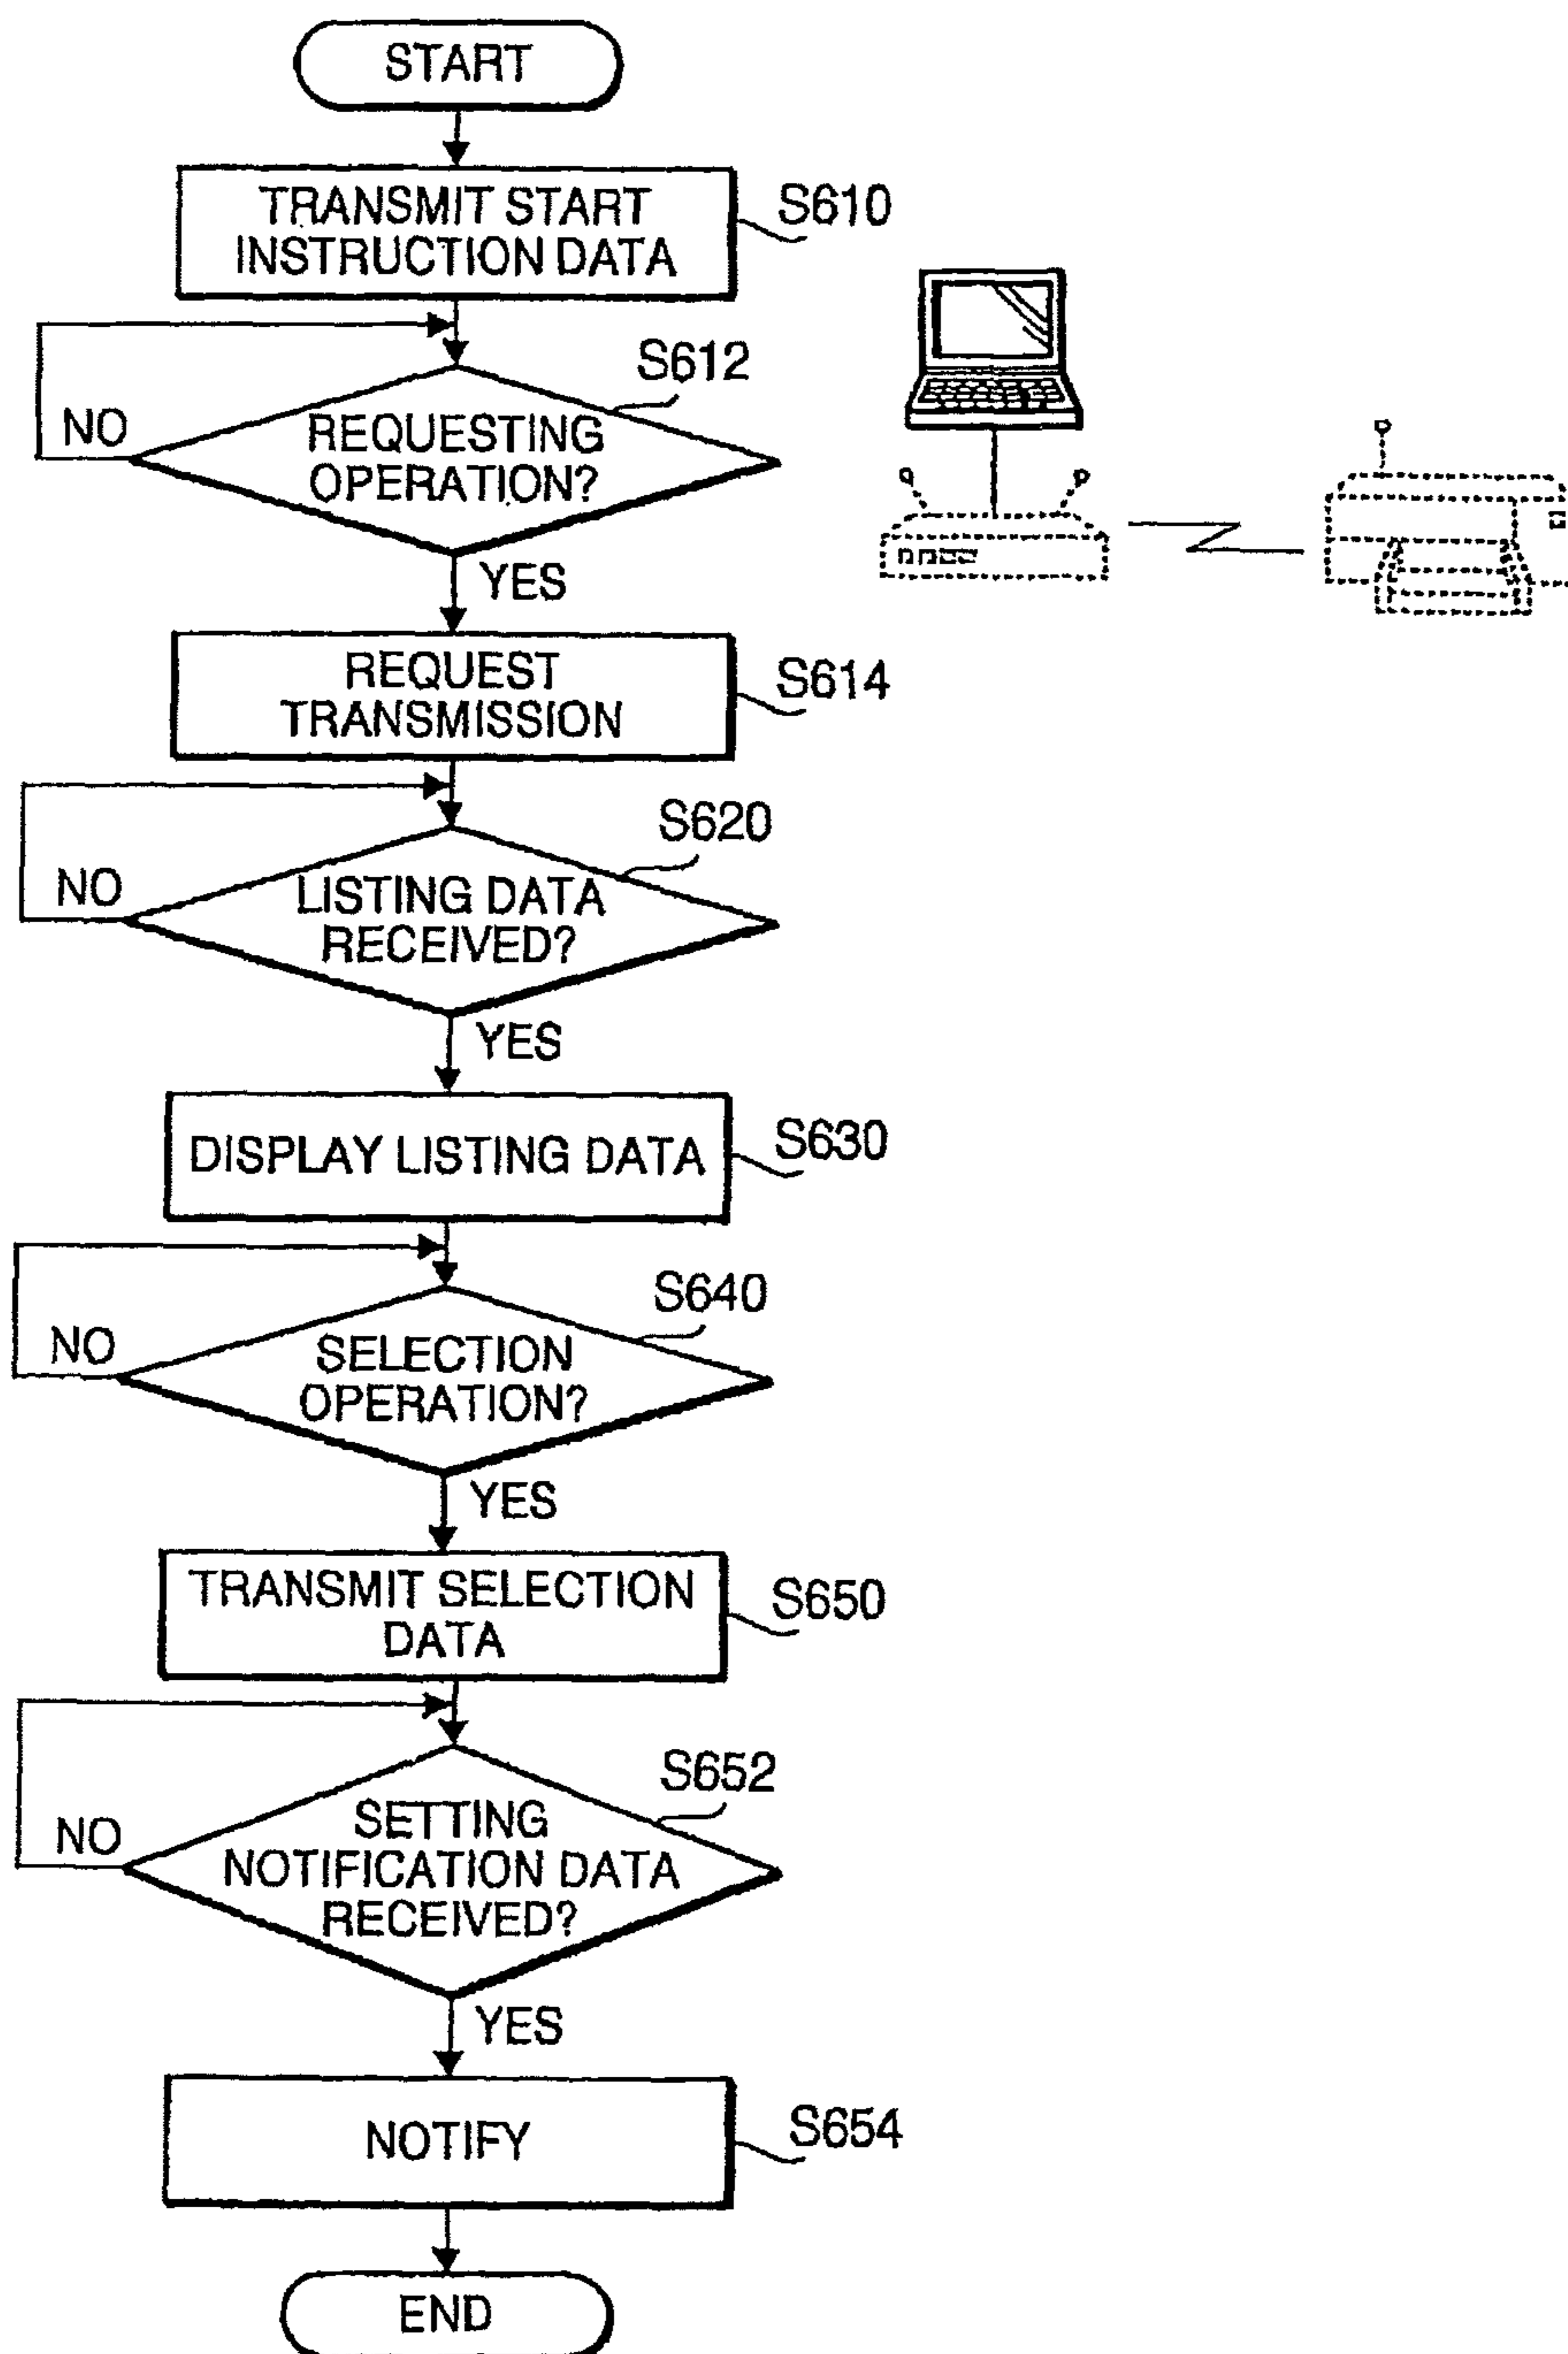 START
TRANSMIT START
INSTRUCTION DATA
S610
S612
NO
REQUESTING
OPERATION?
YES
REQUEST
TRANSMISSION
S614
S620
NO
LISTING DATA
RECEIVED?
YES
DISPLAY LISTING DATA
S630
S640
NO
SELECTION
OPERATION?
YES
TRANSMIT SELECTION
DATA
S650
S652
NO
SETTING
NOTIFICATION DATA
RECEIVED?
YES
NOTIFY
S654
END